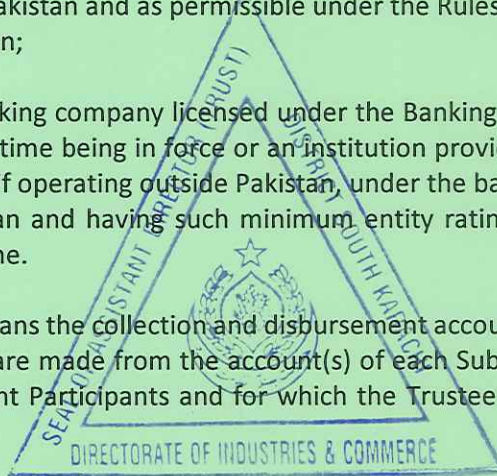 akistan and as permissible under the Rules
n;
king company licensed under the Banking
time being in force or an institution provi
if operating outside Pakistan, under the ba
an and having such minimum entity ratin
ne.
ans the collection and disbursement accou
are made from the account(s) of each Sub
nt Participants and for which the Trustee
SEAL OF ASSISTANT DIRECTOR (TRUST)
DISTRICT SOUTH KARACHI
DIRECTORATE OF INDUSTRIES & COMMERCE